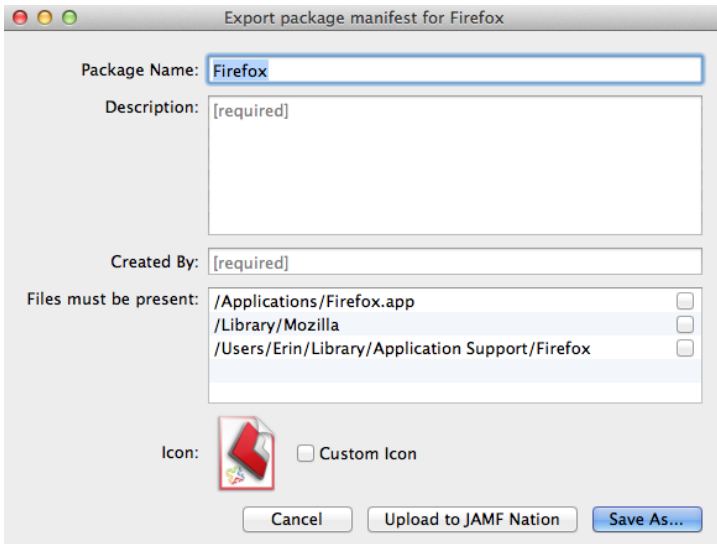 Export package manifest for Firefox
Package Name: Firefox
Description: [required]
Created By: [required]
Files must be present: /Applications/Firefox.app
/Library/Mozilla
/Users/Erin/Library/Application Support/Firefox
Icon: Custom Icon
Cancel Upload to JAMF Nation Save As...